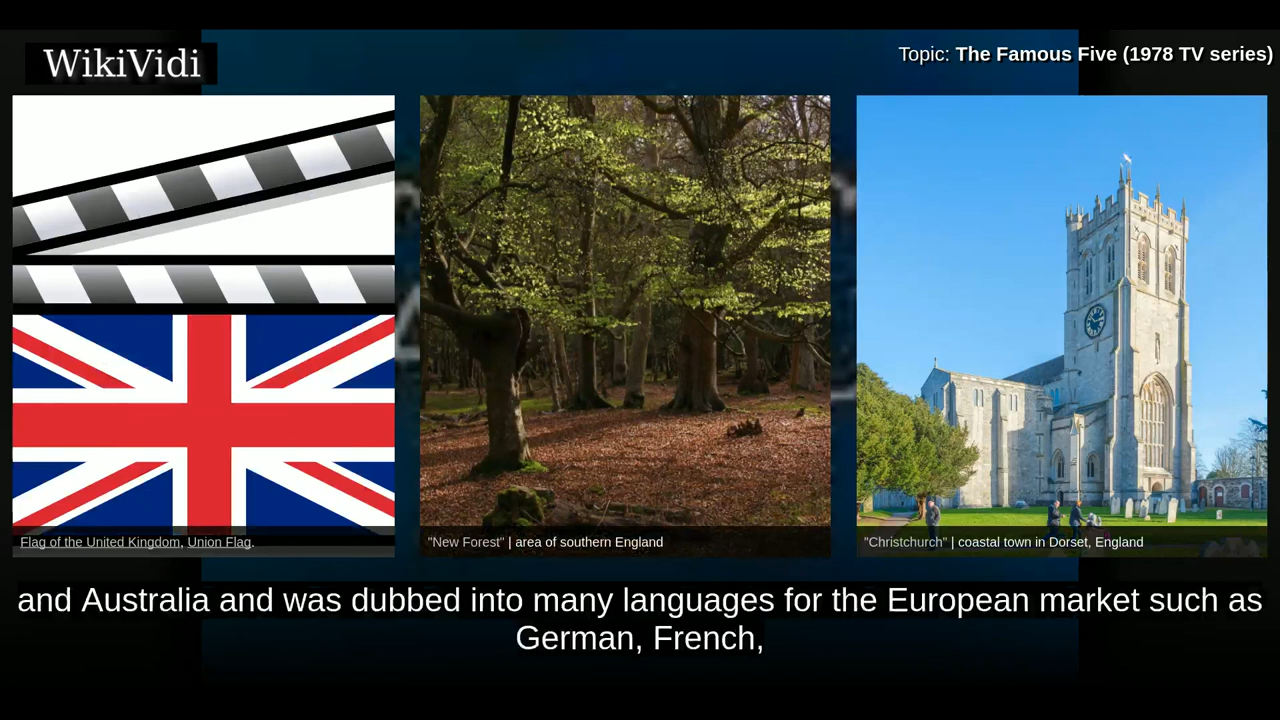 WikiVidi
Topic: The Famous Five (1978 TV series)
Flag of the United Kingdom, Union Flag.
"New Forest" | area of southern England
"Christchurch" | coastal town in Dorset, England
and Australia and was dubbed into many languages for the European market such as
German, French,